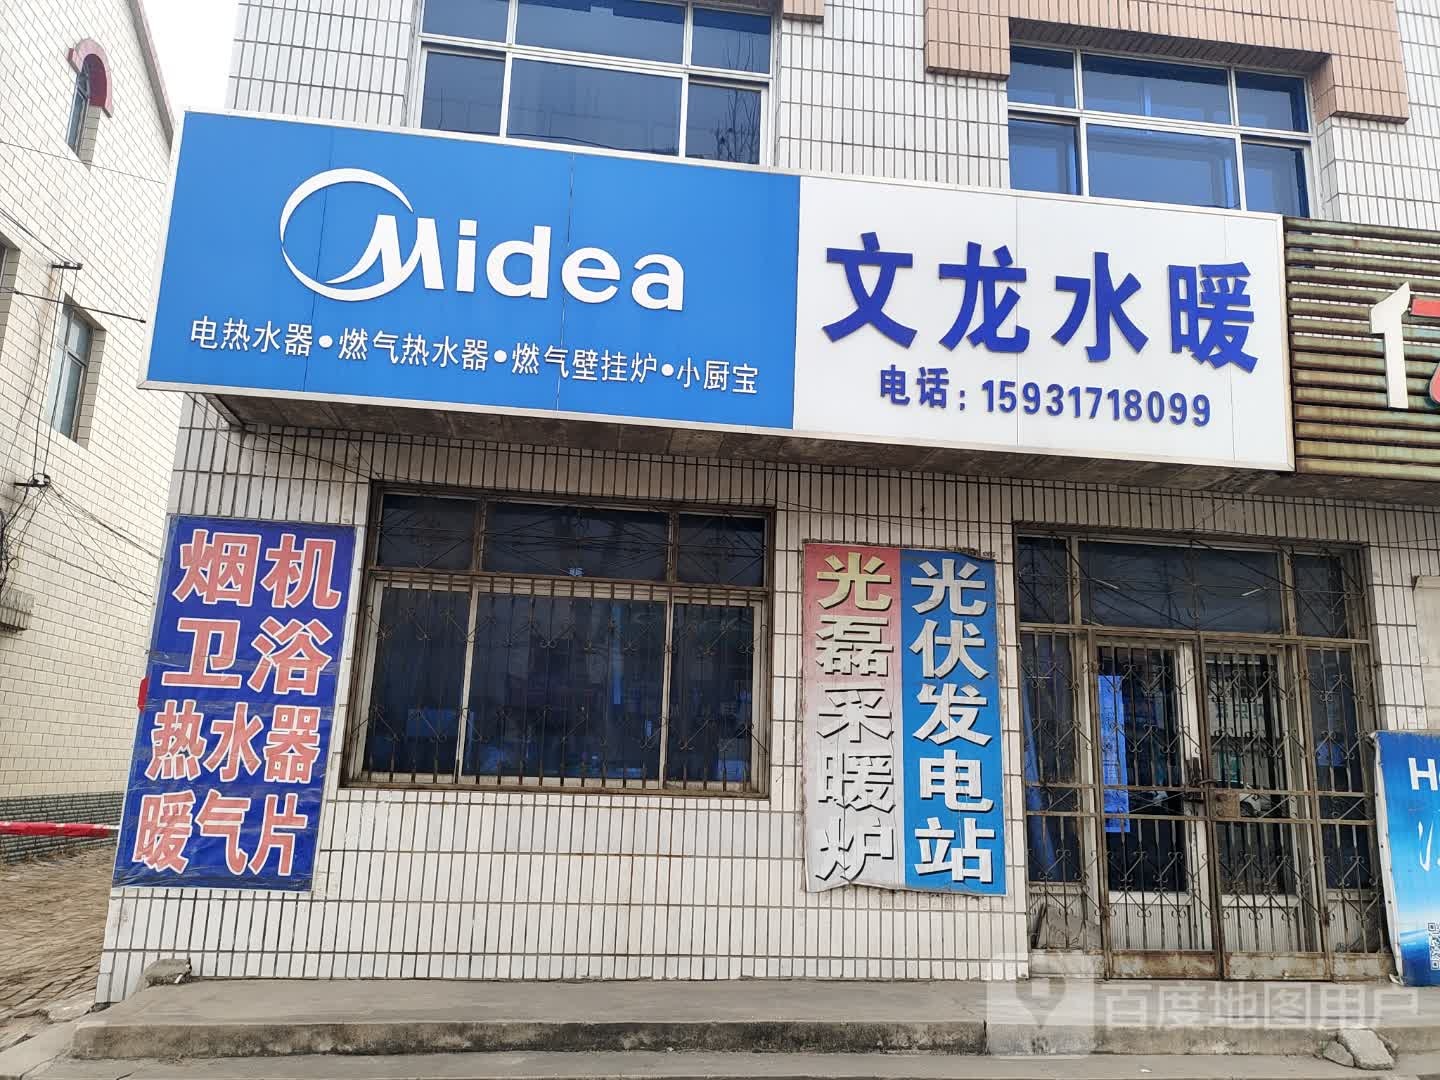 Midea
电热水器•燃气热水器•燃气壁挂炉•小厨宝
文龙水暖
电话：15931718099
烟机
卫浴
热水器
暖气片
光磊采暖炉
光伏发电站
百度地图用户